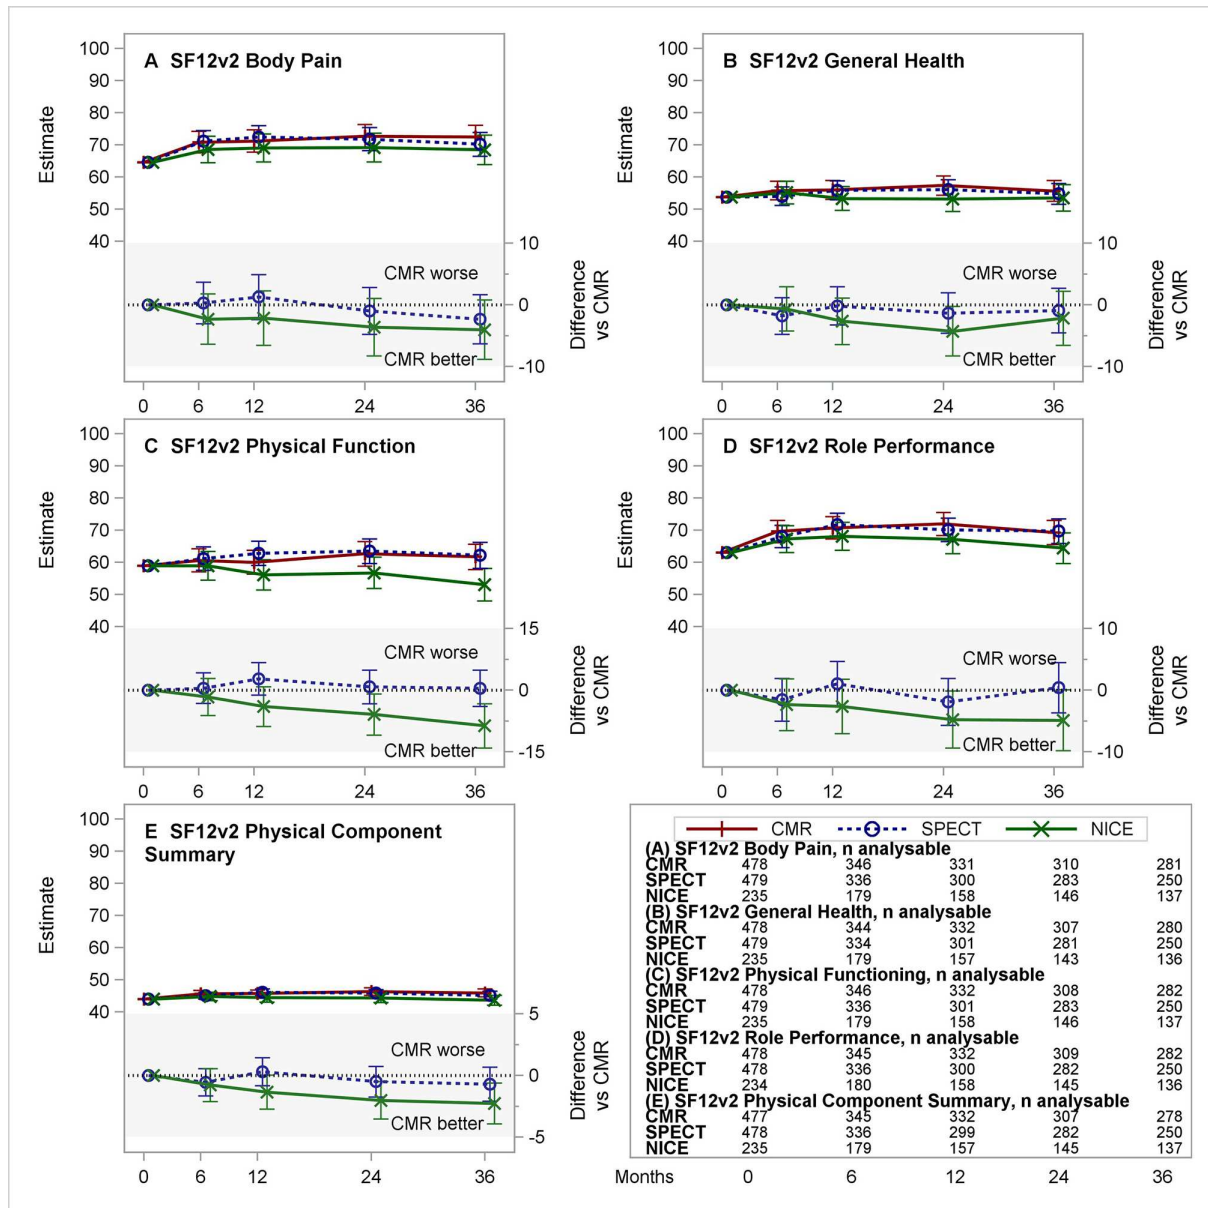 A SF12v2 Body Pain
100
90
80
70
60
50
40
Estimate
10
0
-10
Difference
vs CMR
CMR worse
CMR better
0 6 12 24 36
B SF12v2 General Health
100
90
80
70
60
50
40
Estimate
10
0
-10
Difference
vs CMR
CMR worse
CMR better
0 6 12 24 36
C SF12v2 Physical Function
100
90
80
70
60
50
40
Estimate
15
0
-15
Difference
vs CMR
CMR worse
CMR better
0 6 12 24 36
D SF12v2 Role Performance
100
90
80
70
60
50
40
Estimate
10
0
-10
Difference
vs CMR
CMR worse
CMR better
0 6 12 24 36
E SF12v2 Physical Component
Summary
100
90
80
70
60
50
40
Estimate
5
0
-5
Difference
vs CMR
CMR worse
CMR better
0 6 12 24 36
CMR SPECT NICE
(A) SF12v2 Body Pain, n analysable
CMR 478 346 331 310 281
SPECT 479 336 300 283 250
NICE 235 179 158 146 137
(B) SF12v2 General Health, n analysable
CMR 478 344 332 307 280
SPECT 479 334 301 281 250
NICE 235 179 157 143 136
(C) SF12v2 Physical Functioning, n analysable
CMR 478 346 332 308 282
SPECT 479 336 301 283 250
NICE 235 179 158 146 137
(D) SF12v2 Role Performance, n analysable
CMR 478 345 332 309 282
SPECT 478 336 300 282 250
NICE 234 180 158 145 136
(E) SF12v2 Physical Component Summary, n analysable
CMR 477 345 332 307 278
SPECT 478 336 299 282 250
NICE 235 179 157 145 137
Months 0 6 12 24 36